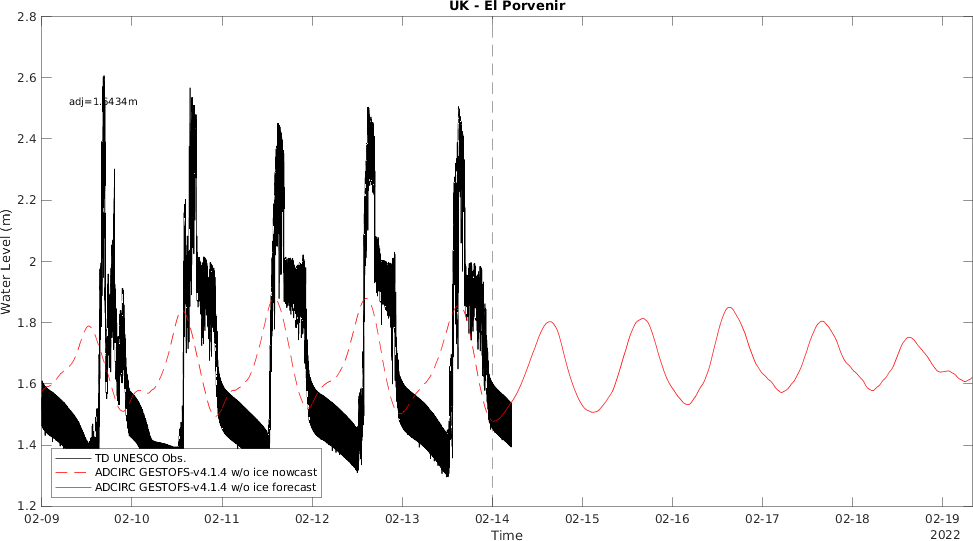 UK - El Porvenir
2.8
2.6
2.4
2.2
2
1.8
1.6
1.4
1.2
Water Level (m)
adj=1.6434m
TD UNESCO Obs.
ADCIRC GESTOFS-v4.1.4 w/o ice nowcast
ADCIRC GESTOFS-v4.1.4 w/o ice forecast
02-09 02-10 02-11 02-12 02-13 02-14 02-15 02-16 02-17 02-18 02-19
Time
2022